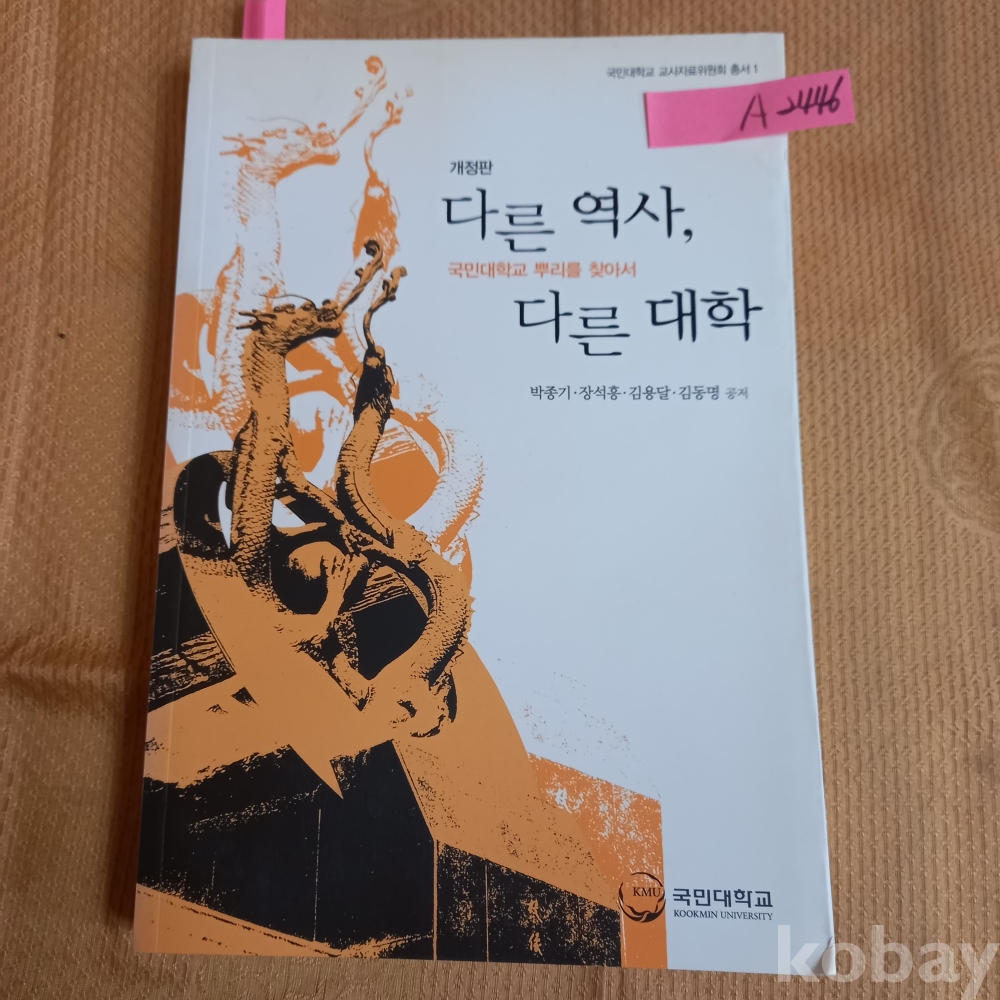 국민대학교 교사자료위원회 총서 1
A 2446
개정판
다른 역사,
국민대학교 뿌리를 찾아서
다른 대학
박종기·장석흥·김용달·김동명 공저
KMU
국민대학교
KOOKMIN UNIVERSITY
kobay